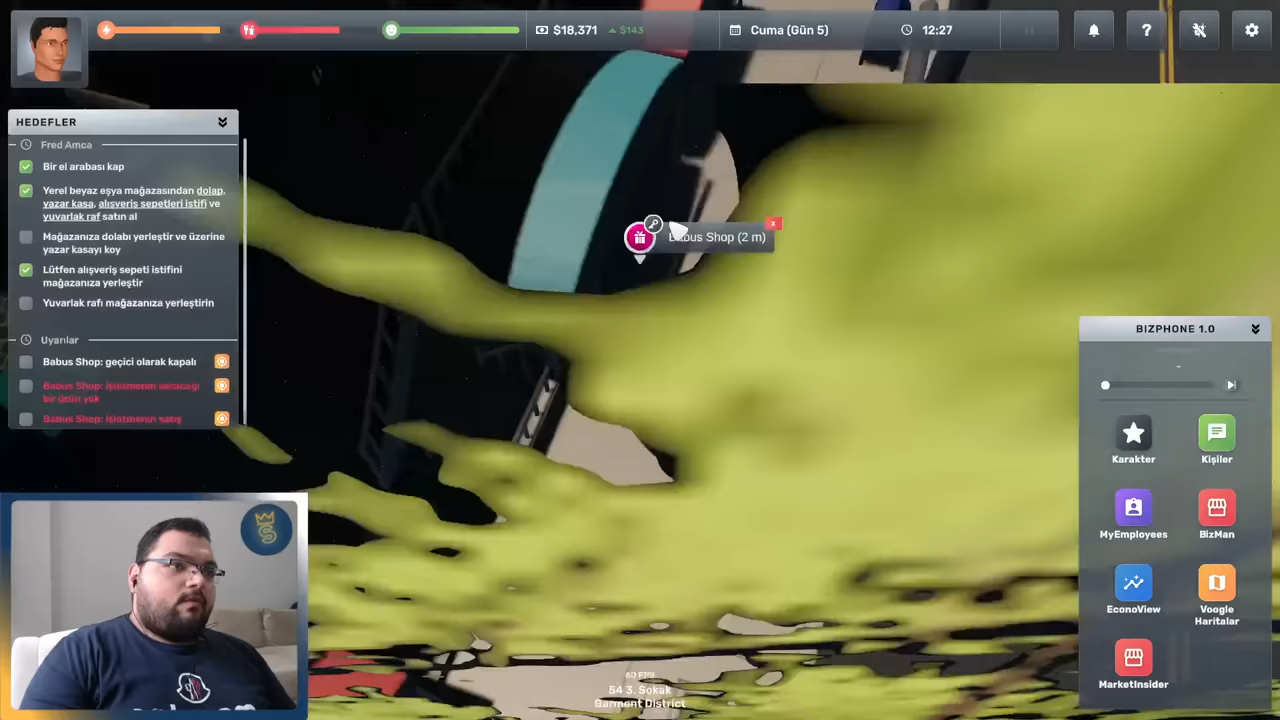 $18,371 $143
Cuma (Gün 5)
12:27
HEDEFLER
Fred Amca
Bir el arabası kap
Yerel beyaz eşya mağazasından dolap,
yazar kasa, alışveriş sepetleri istifi ve
yuvarlak raf satın al
Mağazanıza dolabı yerleştir ve üzerine
yazar kasayı koy
Lütfen alışveriş sepeti istifini
mağazanıza yerleştir
Yuvarlak rafı mağazanıza yerleştirin
Uyarılar
Babus Shop: geçici olarak kapalı
Babus Shop: İşletmenin satacağı
bir ürün yok
Babus Shop: İşletmenin satış
Babus Shop (2 m)
x
BIZPHONE 1.0
-
Karakter
Kişiler
MyEmployees
BizMan
EconoView
Voogle
Haritalar
MarketInsider
60 FPS
54 3. Sokak
Garment District